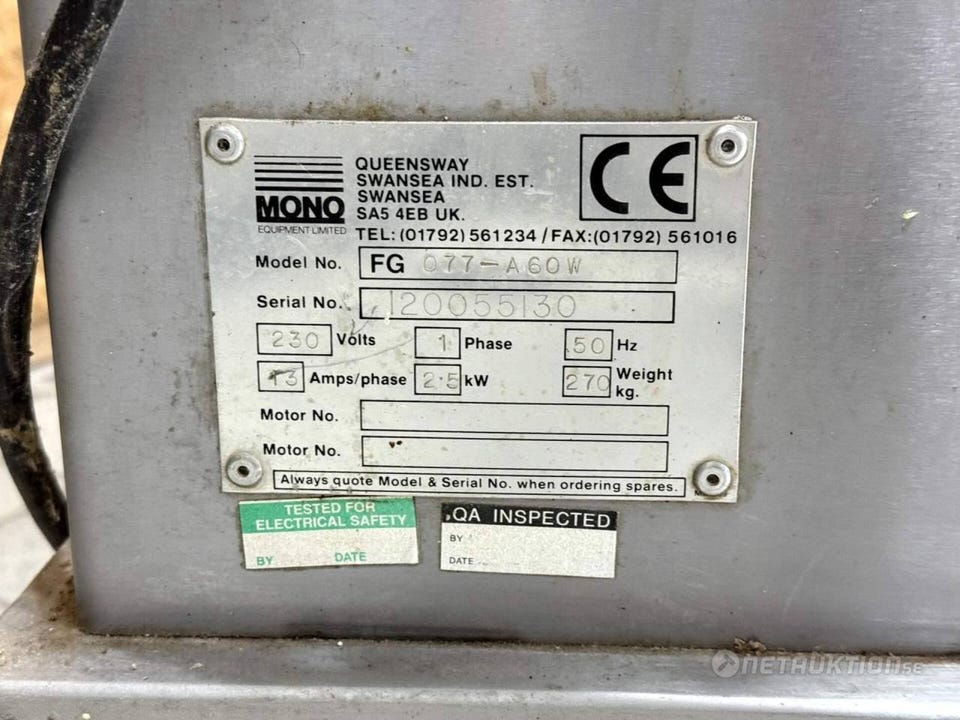 MONO
EQUIPMENT LIMITED
QUEENSWAY
SWANSEA IND. EST.
SWANSEA
SA5 4EB UK.
CE
TEL: (01792) 561234 / FAX:(01792) 561016
Model No. FG 077-A60W
Serial No. 120055130
230 Volts 1 Phase 50 Hz
13 Amps/phase 2.5 kW 270 Weight kg.
Motor No.
Motor No.
Always quote Model & Serial No. when ordering spares.
TESTED FOR
ELECTRICAL SAFETY
BY DATE
QA INSPECTED
BY
DATE
NETAUKTION.SE